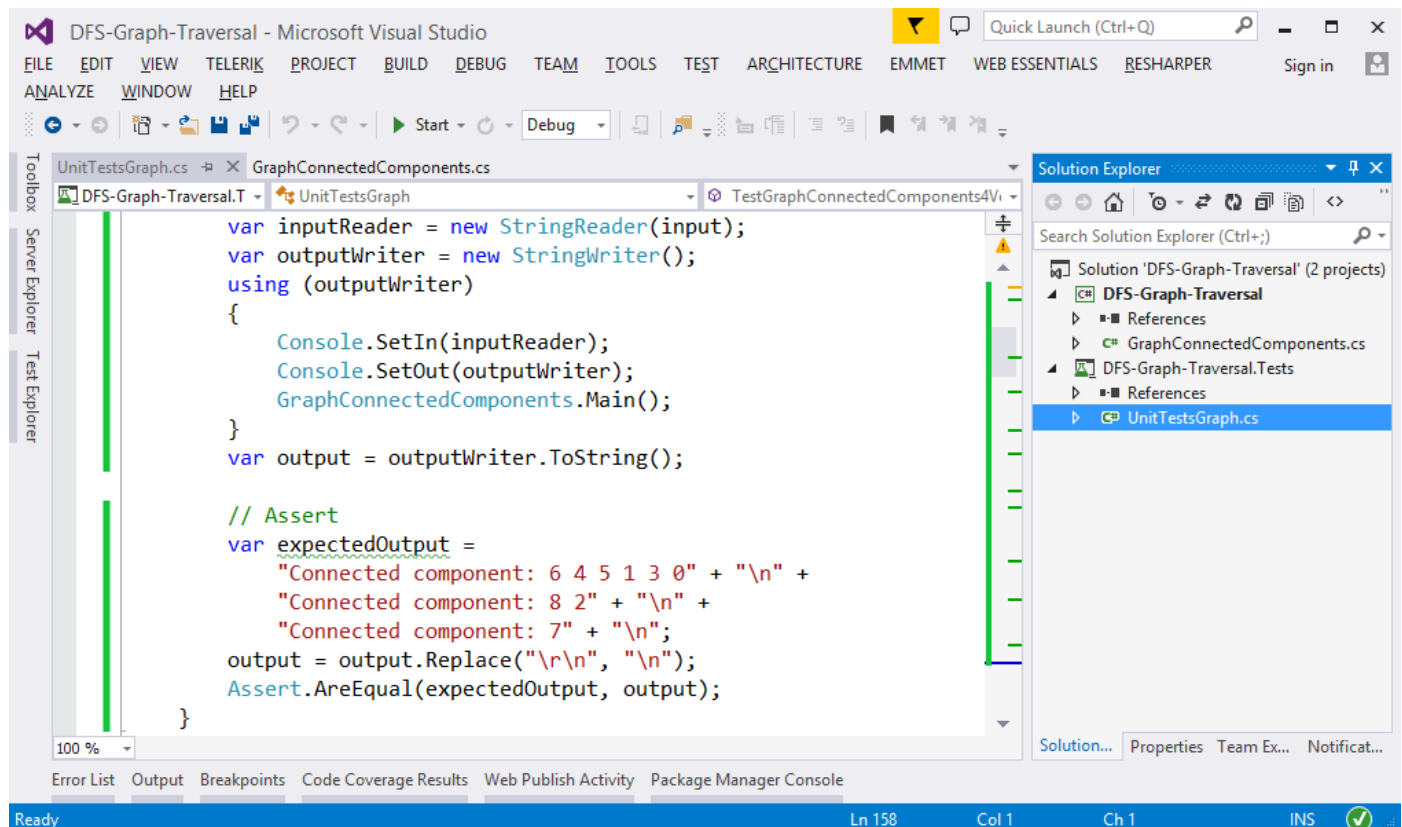 DFS-Graph-Traversal - Microsoft Visual Studio
Quick Launch (Ctrl+Q)
FILE EDIT VIEW TELERIK PROJECT BUILD DEBUG TEAM TOOLS TEST ARCHITECTURE EMMET WEB ESSENTIALS RESHARPER Sign in
ANALYZE WINDOW HELP
Start Debug
Toolbox
Server Explorer
Test Explorer
UnitTestsGraph.cs GraphConnectedComponents.cs
DFS-Graph-Traversal.T UnitTestsGraph TestGraphConnectedComponents4V
var inputReader = new StringReader(input);
var outputWriter = new StringWriter();
using (outputWriter)
{
Console.SetIn(inputReader);
Console.SetOut(outputWriter);
GraphConnectedComponents.Main();
}
var output = outputWriter.ToString();
// Assert
var expectedOutput =
"Connected component: 6 4 5 1 3 0" + "\n" +
"Connected component: 8 2" + "\n" +
"Connected component: 7" + "\n";
output = output.Replace("\r\n", "\n");
Assert.AreEqual(expectedOutput, output);
}
100 %
Solution Explorer
Search Solution Explorer (Ctrl+;)
Solution 'DFS-Graph-Traversal' (2 projects)
C# DFS-Graph-Traversal
References
C# GraphConnectedComponents.cs
DFS-Graph-Traversal.Tests
References
C# UnitTestsGraph.cs
Solution... Properties Team Ex... Notificat...
Error List Output Breakpoints Code Coverage Results Web Publish Activity Package Manager Console
Ready Ln 158 Col 1 Ch 1 INS